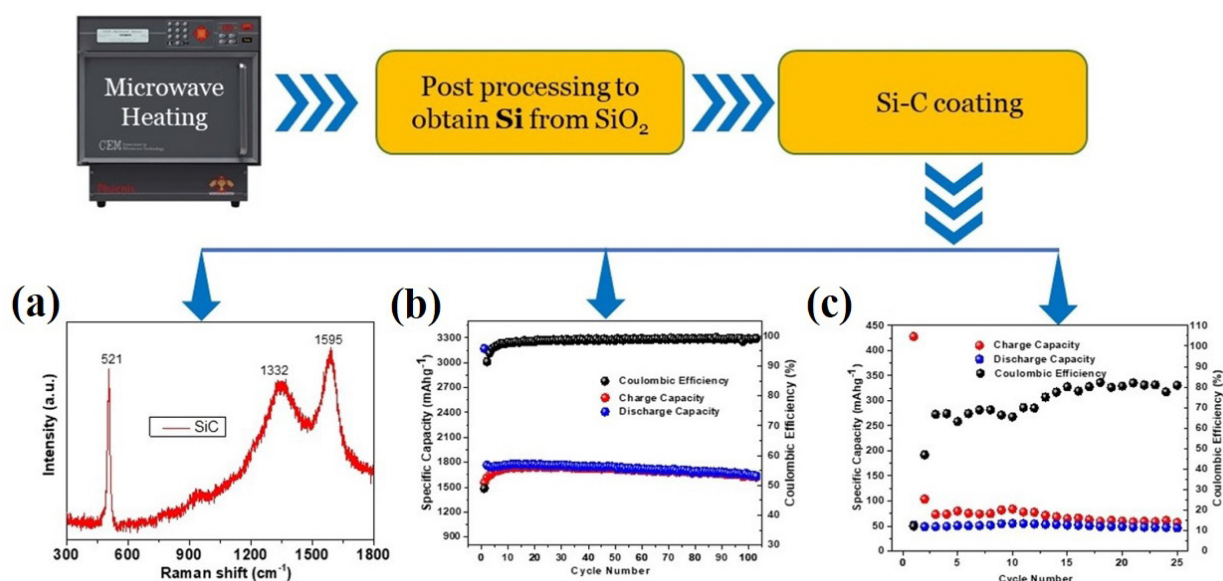 Microwave
Heating
CEM
Phoenix
Post processing to
obtain Si from SiO₂
Si-C coating
(a)
521
1332
1595
SiC
Intensity (a.u.)
300 600 900 1200 1500 1800
Raman shift (cm⁻¹)
(b)
3300
3000
2700
2400
2100
1800
1500
1200
900
Specific Capacity (mAhg⁻¹)
Coulombic Efficiency
Charge Capacity
Discharge Capacity
100
90
80
70
60
50
40
30
Coulombic Efficiency (%)
0 10 20 30 40 50 60 70 80 90 100
Cycle Number
(c)
450
400
350
300
250
200
150
100
50
0
Specific Capacity (mAhg⁻¹)
Charge Capacity
Discharge Capacity
Coulombic Efficiency
110
100
90
80
70
60
50
40
30
20
10
0
Coulombic Efficiency (%)
0 5 10 15 20 25
Cycle Number